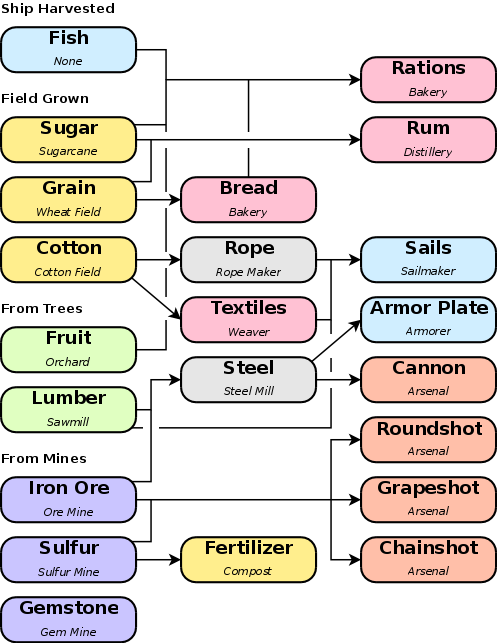 Ship Harvested
Fish
None
Rations
Bakery
Field Grown
Sugar
Sugarcane
Rum
Distillery
Grain
Wheat Field
Bread
Bakery
Cotton
Cotton Field
Rope
Rope Maker
Sails
Sailmaker
From Trees
Textiles
Weaver
Armor Plate
Armorer
Fruit
Orchard
Steel
Steel Mill
Cannon
Arsenal
Lumber
Sawmill
Roundshot
Arsenal
From Mines
Iron Ore
Ore Mine
Grapeshot
Arsenal
Sulfur
Sulfur Mine
Fertilizer
Compost
Chainshot
Arsenal
Gemstone
Gem Mine